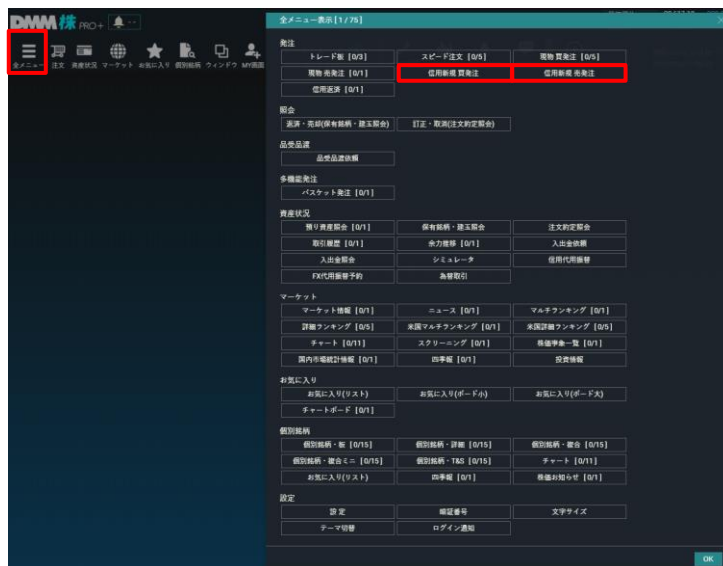 DMM 株 PRO+
全メニュー 注文 資産状況 マーケット お気に入り 個別銘柄 ウィンドウ MY画面
全メニュー表示[1/75]
発注
トレード板 [0/3] スピード注文 [0/5] 現物 買発注 [0/5]
現物 売発注 [0/1] 信用新規 買発注 信用新規 売発注
信用返済 [0/1]
照会
返済・売却(保有銘柄・建玉照会) 訂正・取消(注文約定照会)
品受品渡
品受品渡依頼
多機能発注
バスケット発注 [0/1]
資産状況
預り資産照会 [0/1] 保有銘柄・建玉照会 注文約定照会
取引履歴 [0/1] 余力推移 [0/1] 入出金依頼
入出金照会 シミュレータ 信用代用振替
FX代用振替予約 為替取引
マーケット
マーケット情報 [0/1] ニュース [0/1] マルチランキング [0/1]
詳細ランキング [0/5] 米国マルチランキング [0/1] 米国詳細ランキング [0/5]
チャート [0/11] スクリーニング [0/1] 株価争象一覧 [0/1]
国内市場統計情報 [0/1] 四季報 [0/1] 投資情報
お気に入り
お気に入り(リスト) お気に入り(ボード小) お気に入り(ボード大)
チャートボード [0/1]
個別銘柄
個別銘柄・板 [0/15] 個別銘柄・詳細 [0/15] 個別銘柄・複合 [0/15]
個別銘柄・複合ミニ [0/15] 個別銘柄・T&S [0/15] チャート [0/11]
お気に入り(リスト) 四季報 [0/1] 株価お知らせ [0/1]
設定
設定 暗証番号 文字サイズ
テーマ切替 ログイン通知
OK